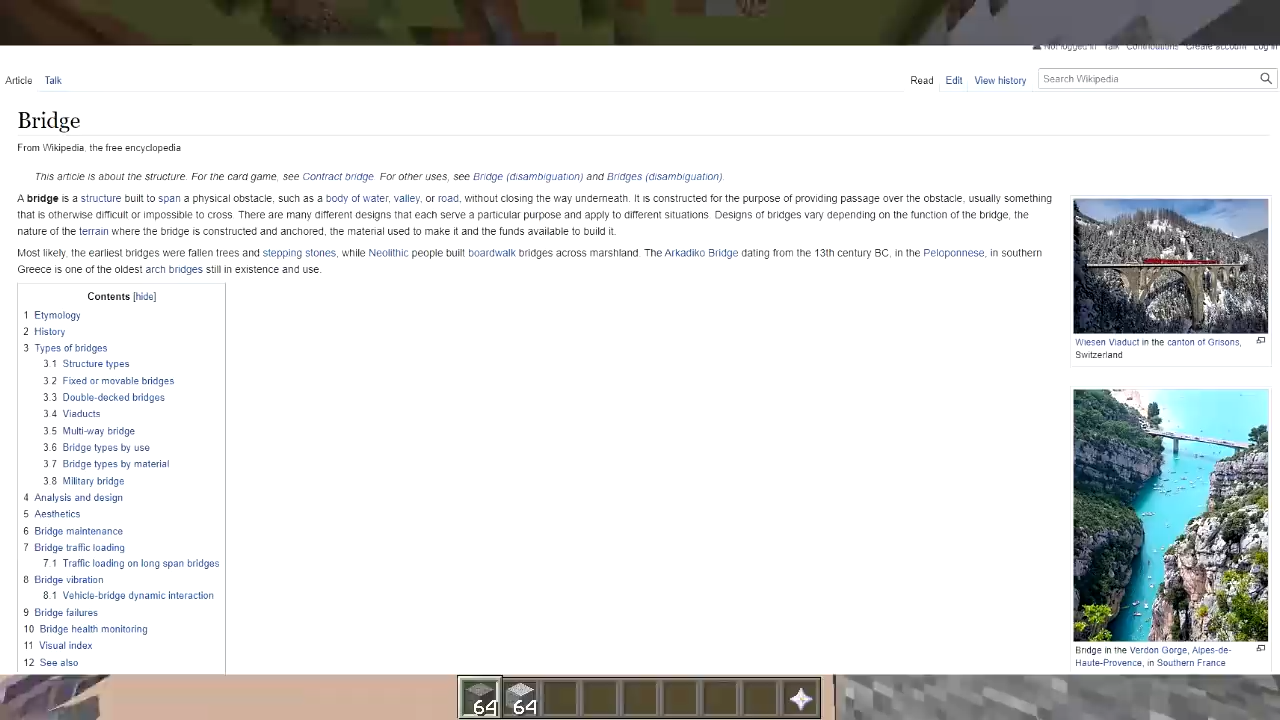 Not logged in Talk Contributions Create account Log in
Article Talk Read Edit View history Search Wikipedia
Bridge
From Wikipedia, the free encyclopedia
This article is about the structure. For the card game, see Contract bridge. For other uses, see Bridge (disambiguation) and Bridges (disambiguation).
A bridge is a structure built to span a physical obstacle, such as a body of water, valley, or road, without closing the way underneath. It is constructed for the purpose of providing passage over the obstacle, usually something
that is otherwise difficult or impossible to cross. There are many different designs that each serve a particular purpose and apply to different situations. Designs of bridges vary depending on the function of the bridge, the
nature of the terrain where the bridge is constructed and anchored, the material used to make it and the funds available to build it.
Most likely, the earliest bridges were fallen trees and stepping stones, while Neolithic people built boardwalk bridges across marshland. The Arkadiko Bridge dating from the 13th century BC, in the Peloponnese, in southern
Greece is one of the oldest arch bridges still in existence and use.
Contents [hide]
1 Etymology
2 History
3 Types of bridges
3.1 Structure types
3.2 Fixed or movable bridges
3.3 Double-decked bridges
3.4 Viaducts
3.5 Multi-way bridge
3.6 Bridge types by use
3.7 Bridge types by material
3.8 Military bridge
4 Analysis and design
5 Aesthetics
6 Bridge maintenance
7 Bridge traffic loading
7.1 Traffic loading on long span bridges
8 Bridge vibration
8.1 Vehicle-bridge dynamic interaction
9 Bridge failures
10 Bridge health monitoring
11 Visual index
12 See also
Wiesen Viaduct in the canton of Grisons,
Switzerland
Bridge in the Verdon Gorge, Alpes-de-
Haute-Provence, in Southern France
64 64